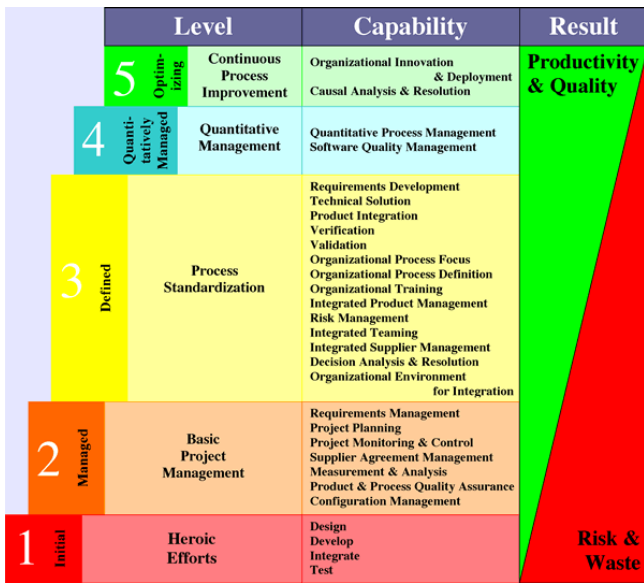 Level Capability Result
5 Optim-
izing
Continuous
Process
Improvement
Organizational Innovation
& Deployment
Causal Analysis & Resolution
Productivity
& Quality
4 Quanti-
tatively
Managed
Quantitative
Management
Quantitative Process Management
Software Quality Management
3 Defined
Process
Standardization
Requirements Development
Technical Solution
Product Integration
Verification
Validation
Organizational Process Focus
Organizational Process Definition
Organizational Training
Integrated Product Management
Risk Management
Integrated Teaming
Integrated Supplier Management
Decision Analysis & Resolution
Organizational Environment
for Integration
2 Managed
Basic
Project
Management
Requirements Management
Project Planning
Project Monitoring & Control
Supplier Agreement Management
Measurement & Analysis
Product & Process Quality Assurance
Configuration Management
1 Initial
Heroic
Efforts
Design
Develop
Integrate
Test
Risk &
Waste